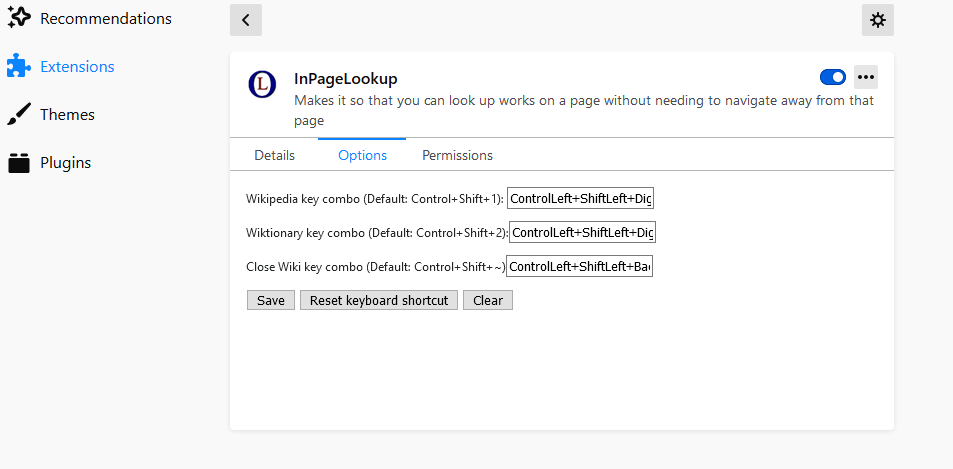 Recommendations
Extensions
Themes
Plugins
InPageLookup
Makes it so that you can look up works on a page without needing to navigate away from that
page
Details Options Permissions
Wikipedia key combo (Default: Control+Shift+1): ControlLeft+ShiftLeft+Dig
Wiktionary key combo (Default: Control+Shift+2): ControlLeft+ShiftLeft+Dig
Close Wiki key combo (Default: Control+Shift+~) ControlLeft+ShiftLeft+Bac
Save Reset keyboard shortcut Clear